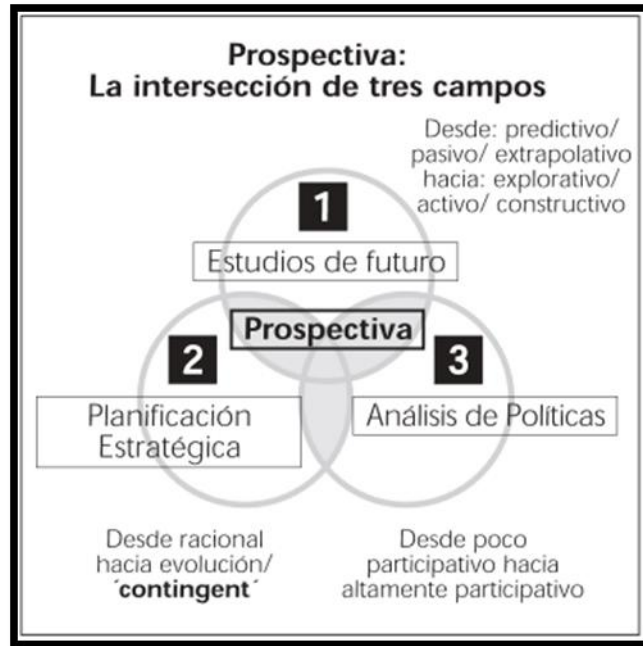 Prospectiva:
La intersección de tres campos
Desde: predictivo/
pasivo/ extrapolativo
hacia: explorativo/
activo/ constructivo
1
Estudios de futuro
Prospectiva
2
Planificación
Estratégica
3
Análisis de Políticas
Desde racional
hacia evolución/
´contingent´
Desde poco
participativo hacia
altamente participativo